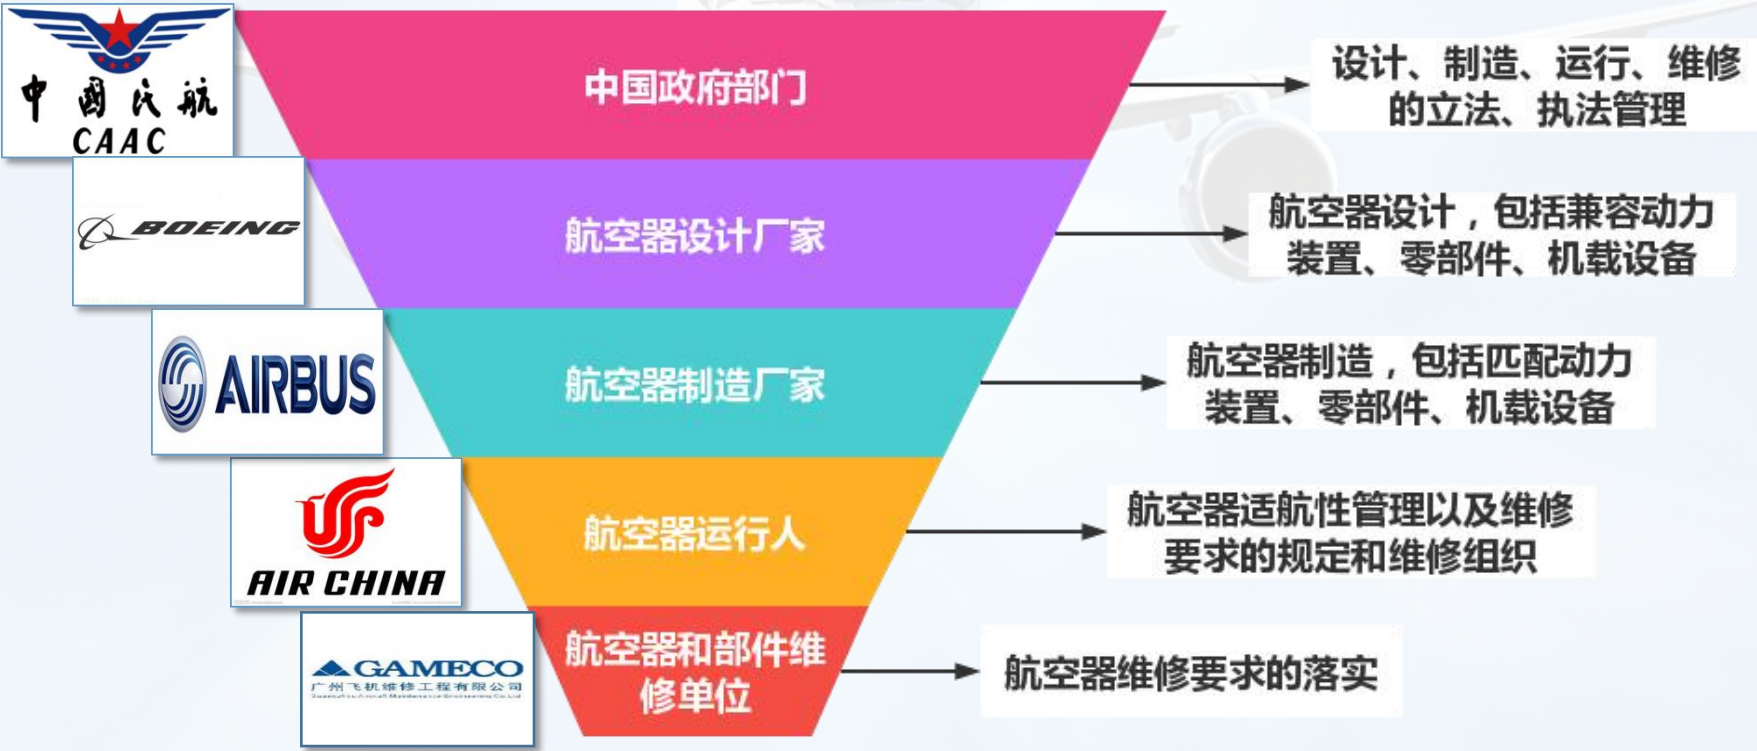 中國民航
CAAC
中国政府部门
设计、制造、运行、维修
的立法、执法管理
BOEING
航空器设计厂家
航空器设计，包括兼容动力
装置、零部件、机载设备
AIRBUS
航空器制造厂家
航空器制造，包括匹配动力
装置、零部件、机载设备
AIR CHINA
航空器运行人
航空器适航性管理以及维修
要求的规定和维修组织
GAMECO
广州飞机维修工程有限公司
Guangzhou Aircraft Maintenance Engineering Co.Ltd
航空器和部件维
修单位
航空器维修要求的落实